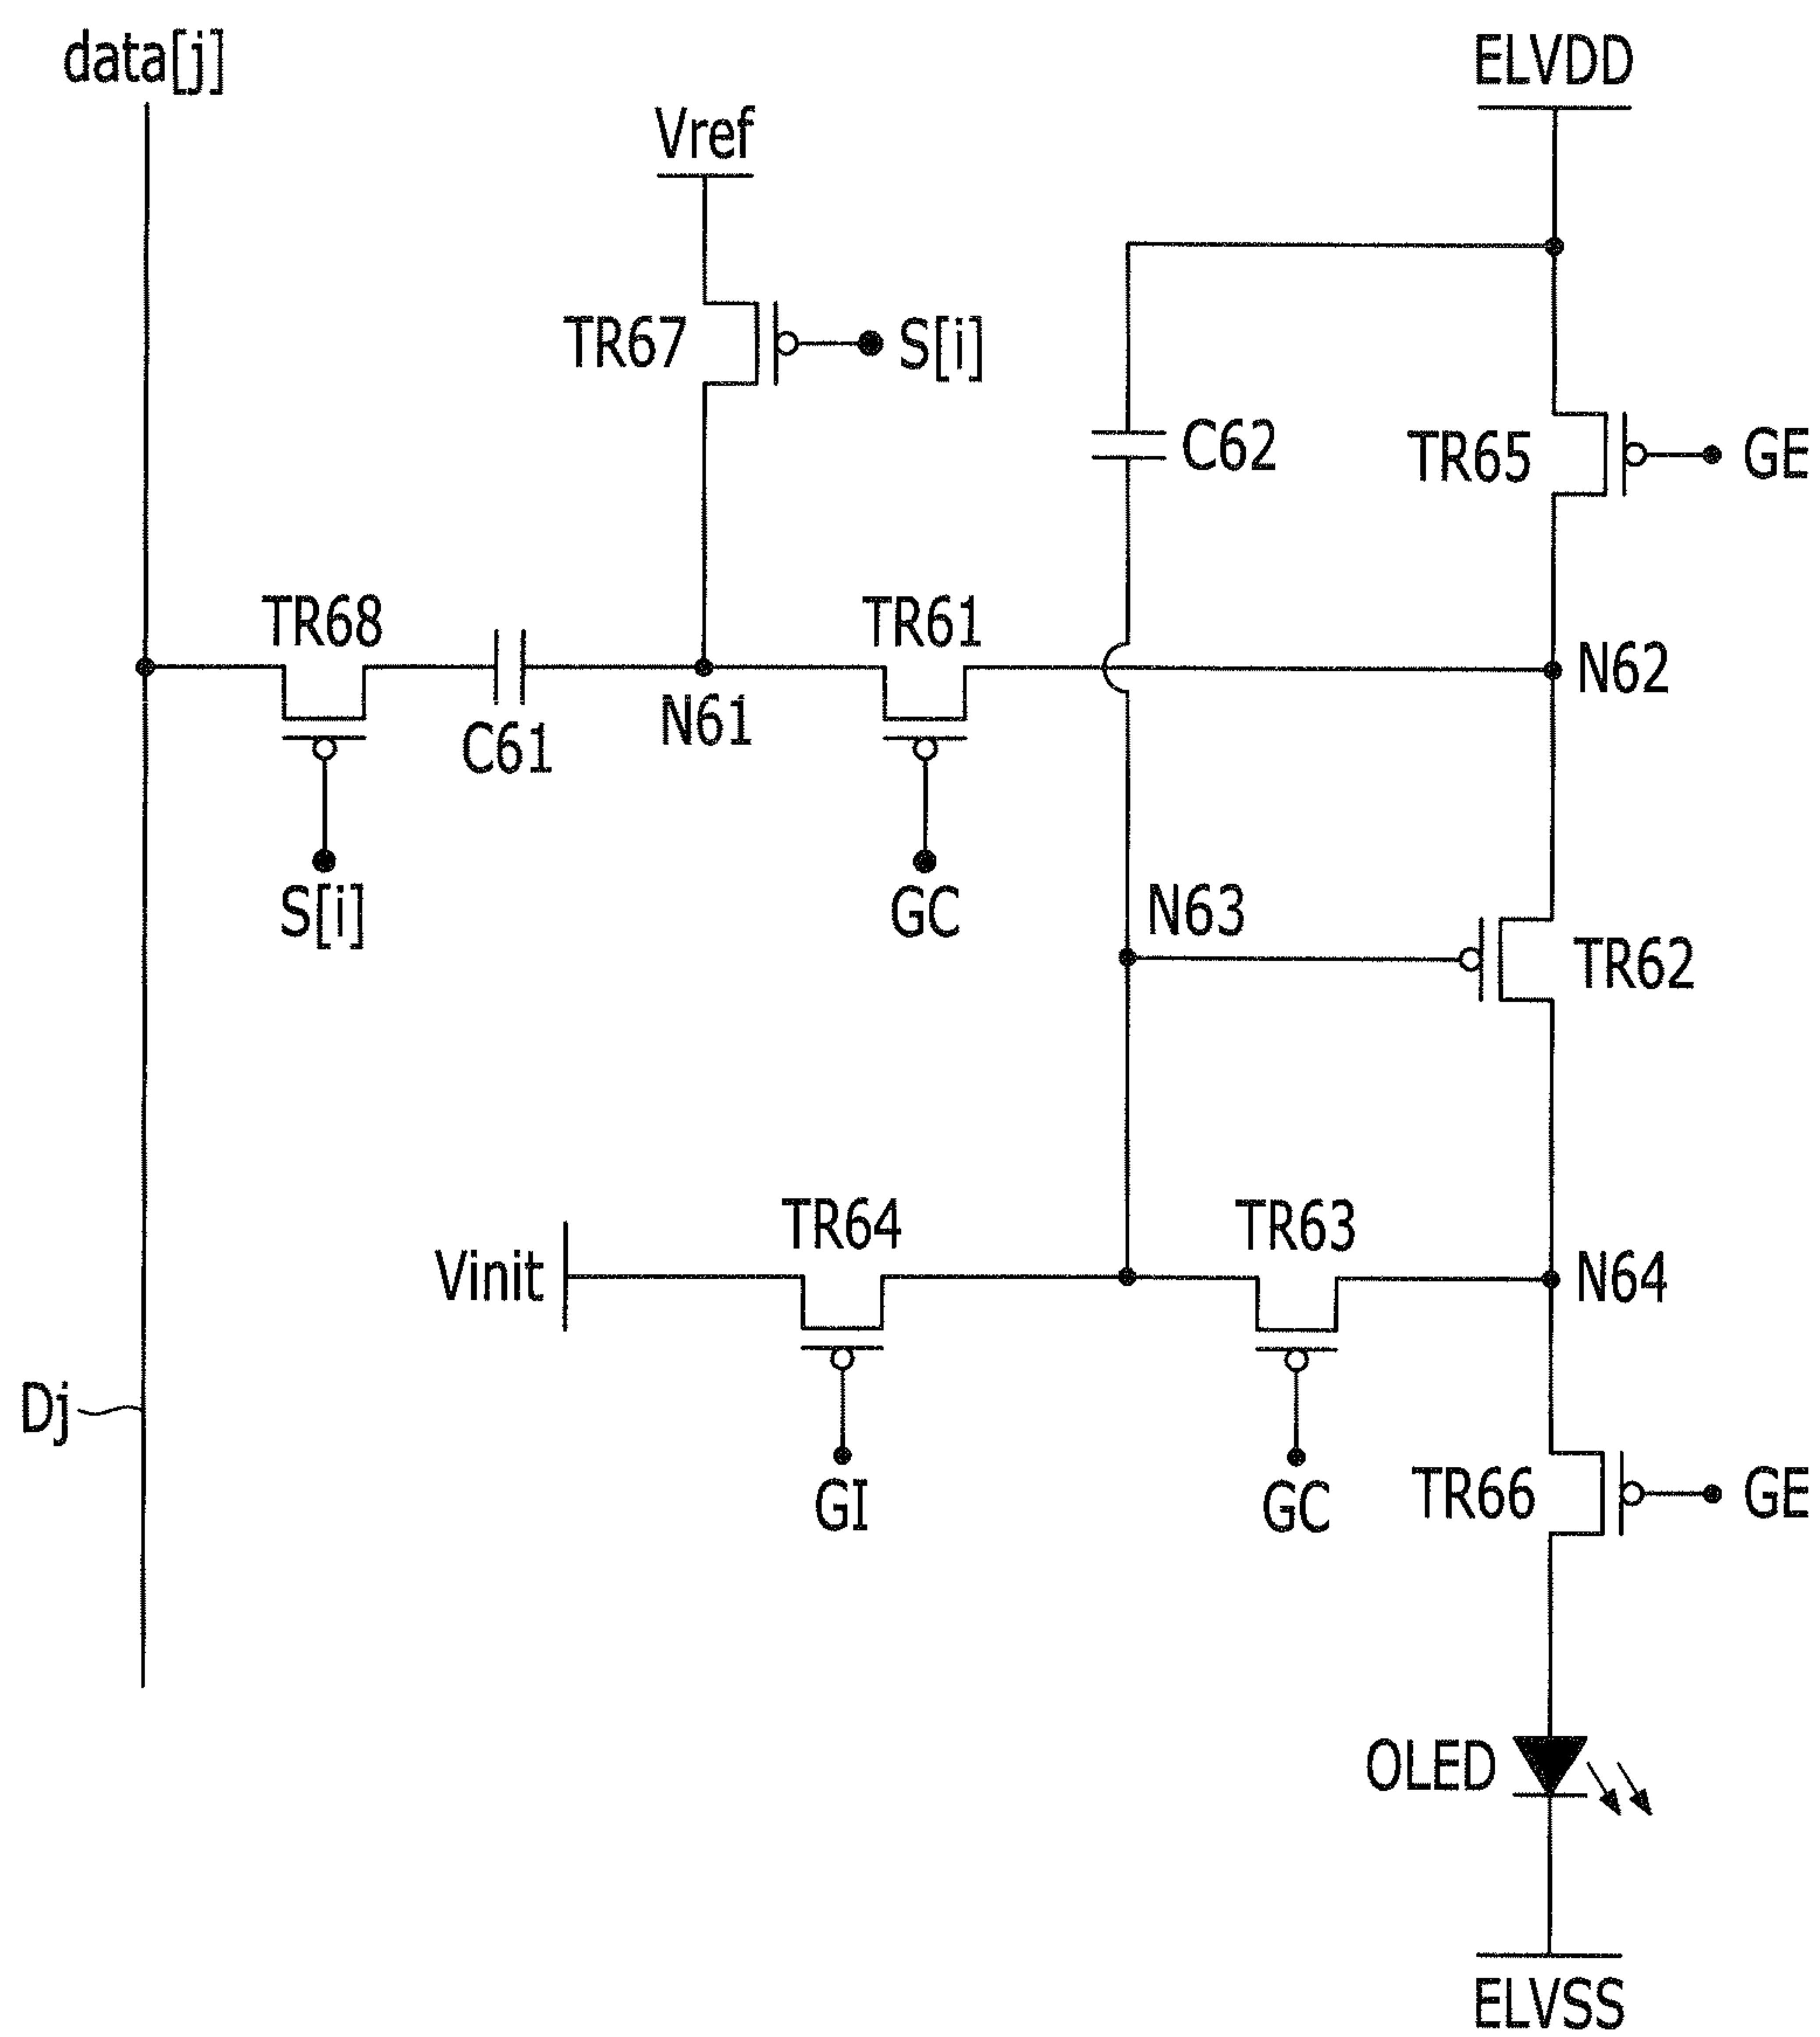 data[j]
ELVDD
Vref
TR67
S[i]
C62
TR65
GE
TR68
TR61
N62
C61
N61
S[i]
GC
N63
TR62
TR64
TR63
Vinit
N64
Dj
GI
GC
TR66
GE
OLED
ELVSS